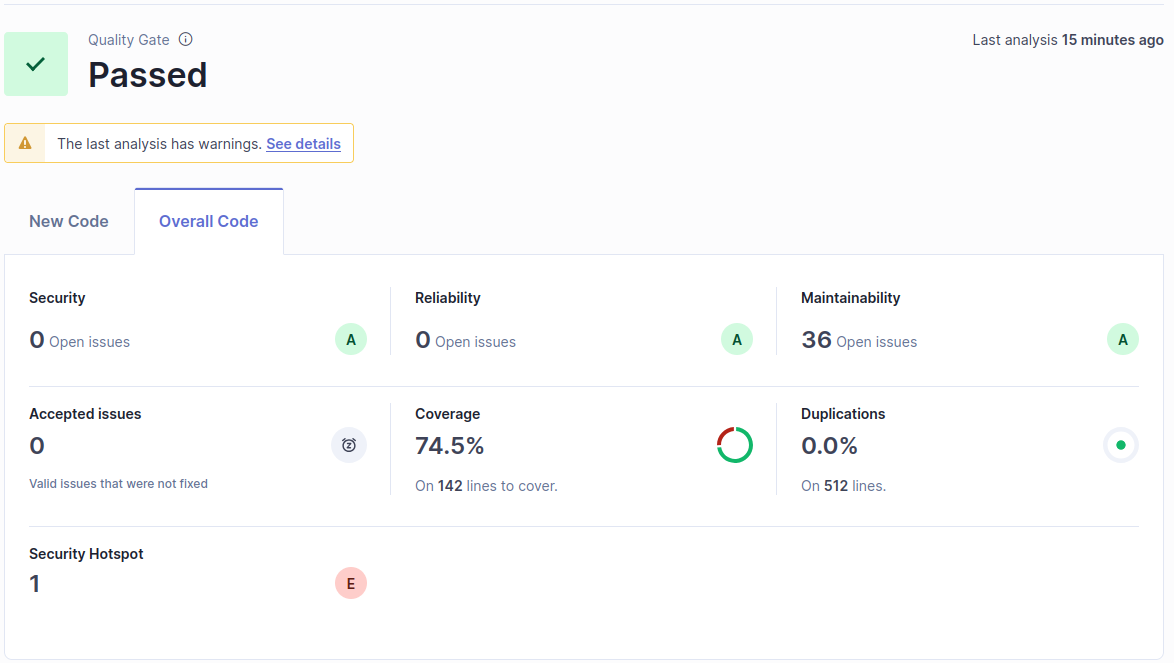 Quality Gate
Last analysis 15 minutes ago
Passed
The last analysis has warnings. See details
New Code
Overall Code
Security
0 Open issues
A
Reliability
0 Open issues
A
Maintainability
36 Open issues
A
Accepted issues
0
Valid issues that were not fixed
Coverage
74.5%
On 142 lines to cover.
Duplications
0.0%
On 512 lines.
Security Hotspot
1
E